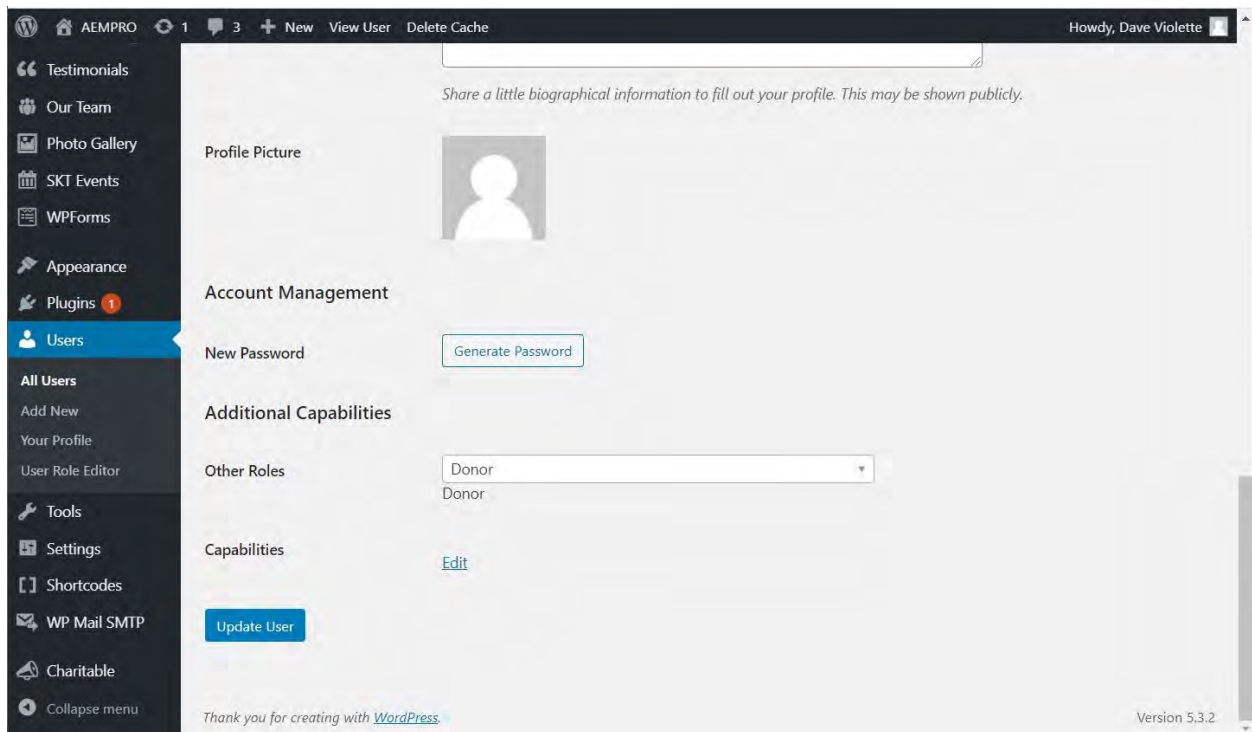 AEMPRO 1 3 New View User Delete Cache Howdy, Dave Violette
Testimonials
Our Team
Photo Gallery
SKT Events
WPForms
Appearance
Plugins 1
Users
All Users
Add New
Your Profile
User Role Editor
Tools
Settings
Shortcodes
WP Mail SMTP
Charitable
Collapse menu
Share a little biographical information to fill out your profile. This may be shown publicly.
Profile Picture
Account Management
New Password Generate Password
Additional Capabilities
Other Roles Donor
Donor
Capabilities Edit
Update User
Thank you for creating with WordPress. Version 5.3.2